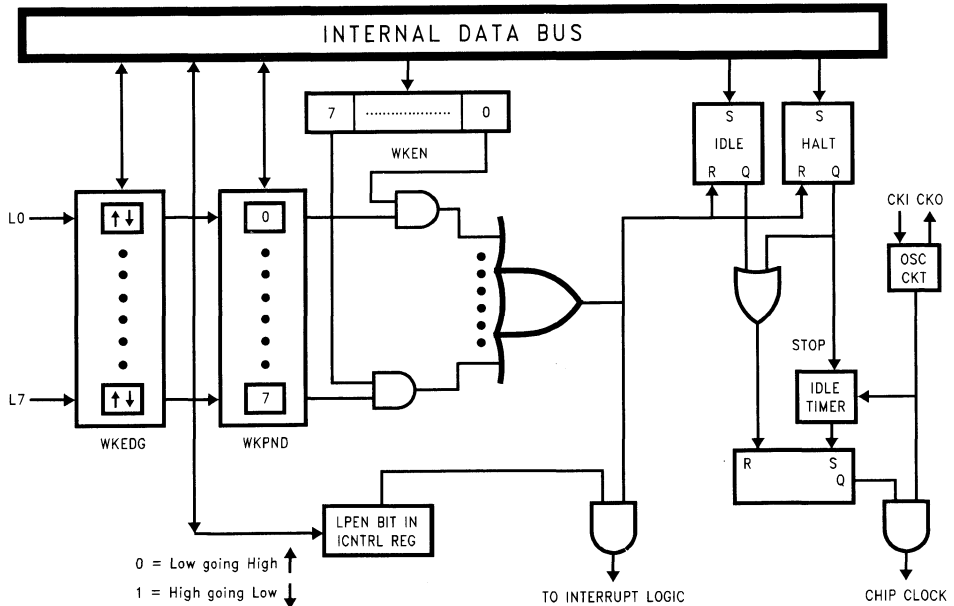 INTERNAL DATA BUS
7 .................... 0
WKEN
S
IDLE
R Q
S
HALT
R Q
CKI CKO
OSC
CKT
L0
↑↓
0
STOP
IDLE
TIMER
L7
↑↓
7
WKEDG
WKPND
R S
Q
LPEN BIT IN
ICNTRL REG
0 = Low going High ↑
1 = High going Low ↓
TO INTERRUPT LOGIC
CHIP CLOCK